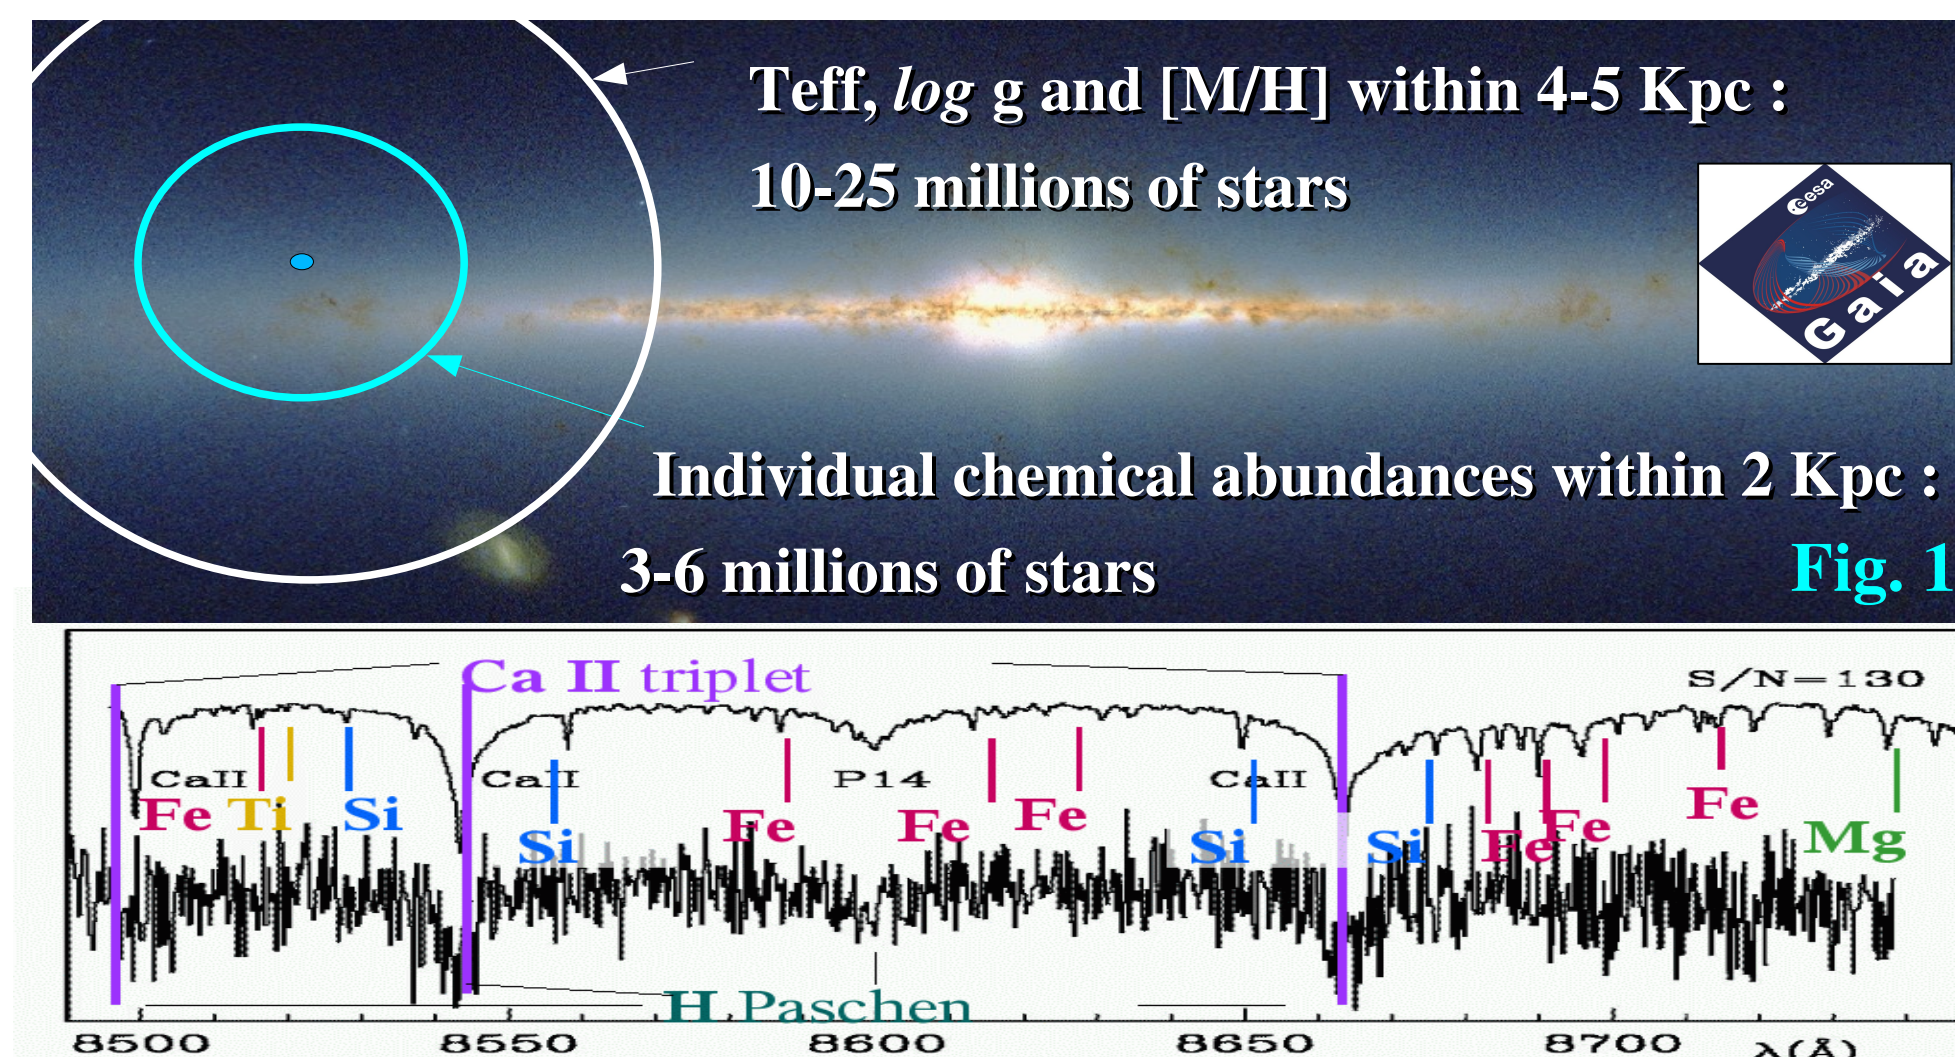 Teff, log g and [M/H] within 4-5 Kpc :
10-25 millions of stars
eesa
Gaia
Individual chemical abundances within 2 Kpc :
3-6 millions of stars
Fig. 1
Ca II triplet
S/N=130
CaII CaII P14 CaII
Fe Ti Si Si Fe Fe Fe Si Si Fe Fe Fe Mg
H Paschen
8500 8550 8600 8650 8700 λ(Å)